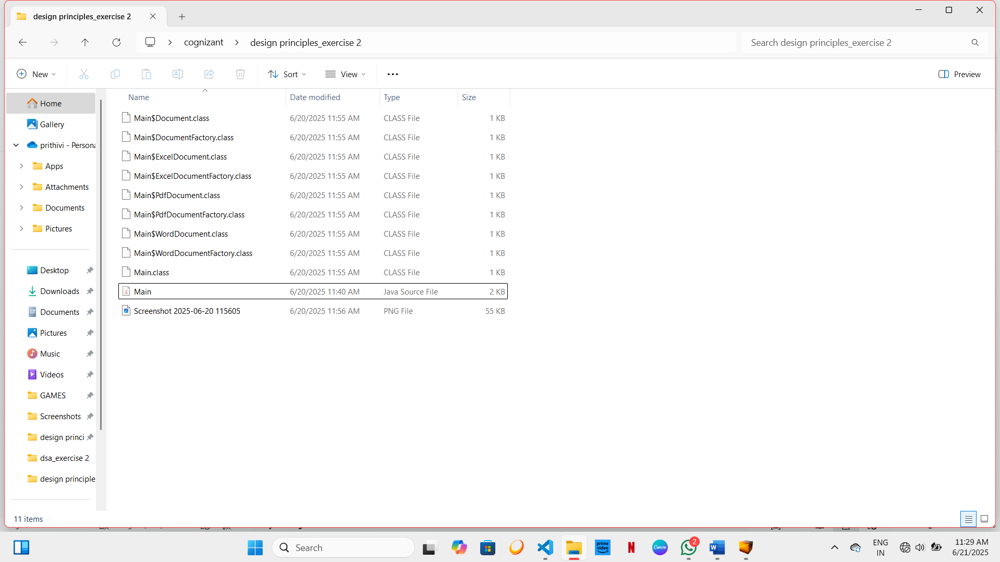 design principles_exercise 2
cognizant design principles_exercise 2
Search design principles_exercise 2
New
Sort
View
Preview
Home
Gallery
prithivi - Persona
Apps
Attachments
Documents
Pictures
Desktop
Downloads
Documents
Pictures
Music
Videos
GAMES
Screenshots
design princi
dsa_exercise 2
design principle
Name Date modified Type Size
Main$Document.class 6/20/2025 11:55 AM CLASS File 1 KB
Main$DocumentFactory.class 6/20/2025 11:55 AM CLASS File 1 KB
Main$ExcelDocument.class 6/20/2025 11:55 AM CLASS File 1 KB
Main$ExcelDocumentFactory.class 6/20/2025 11:55 AM CLASS File 1 KB
Main$PdfDocument.class 6/20/2025 11:55 AM CLASS File 1 KB
Main$PdfDocumentFactory.class 6/20/2025 11:55 AM CLASS File 1 KB
Main$WordDocument.class 6/20/2025 11:55 AM CLASS File 1 KB
Main$WordDocumentFactory.class 6/20/2025 11:55 AM CLASS File 1 KB
Main.class 6/20/2025 11:55 AM CLASS File 1 KB
Main 6/20/2025 11:40 AM Java Source File 2 KB
Screenshot 2025-06-20 115605 6/20/2025 11:56 AM PNG File 55 KB
11 items
Search
prime video
N
Canva
2
W
ENG
IN
11:29 AM
6/21/2025